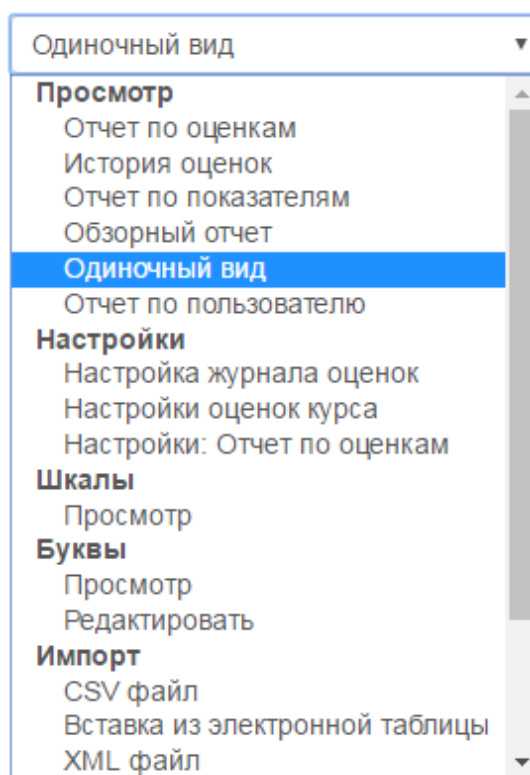 Одиночный вид
Просмотр
Отчет по оценкам
История оценок
Отчет по показателям
Обзорный отчет
Одиночный вид
Отчет по пользователю
Настройки
Настройка журнала оценок
Настройки оценок курса
Настройки: Отчет по оценкам
Шкалы
Просмотр
Буквы
Просмотр
Редактировать
Импорт
CSV файл
Вставка из электронной таблицы
XML файл